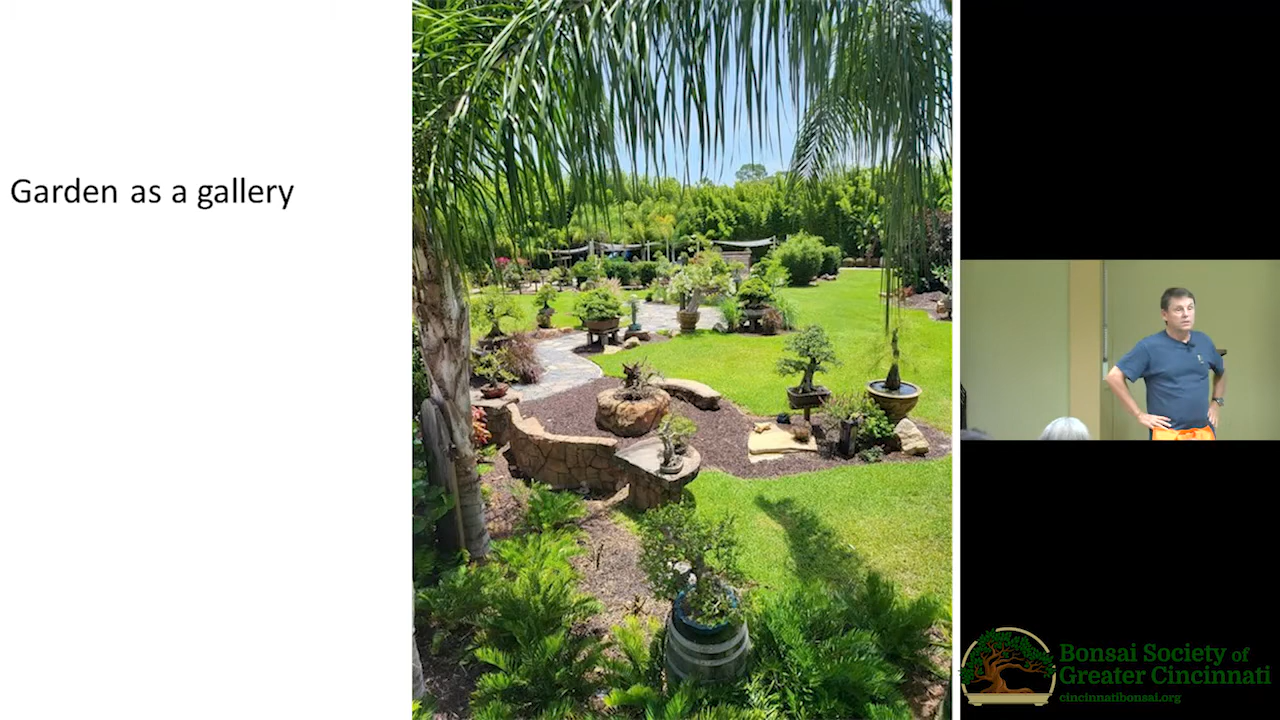 Garden as a gallery
Bonsai Society of
Greater Cincinnati
cincinnatibonsai.org